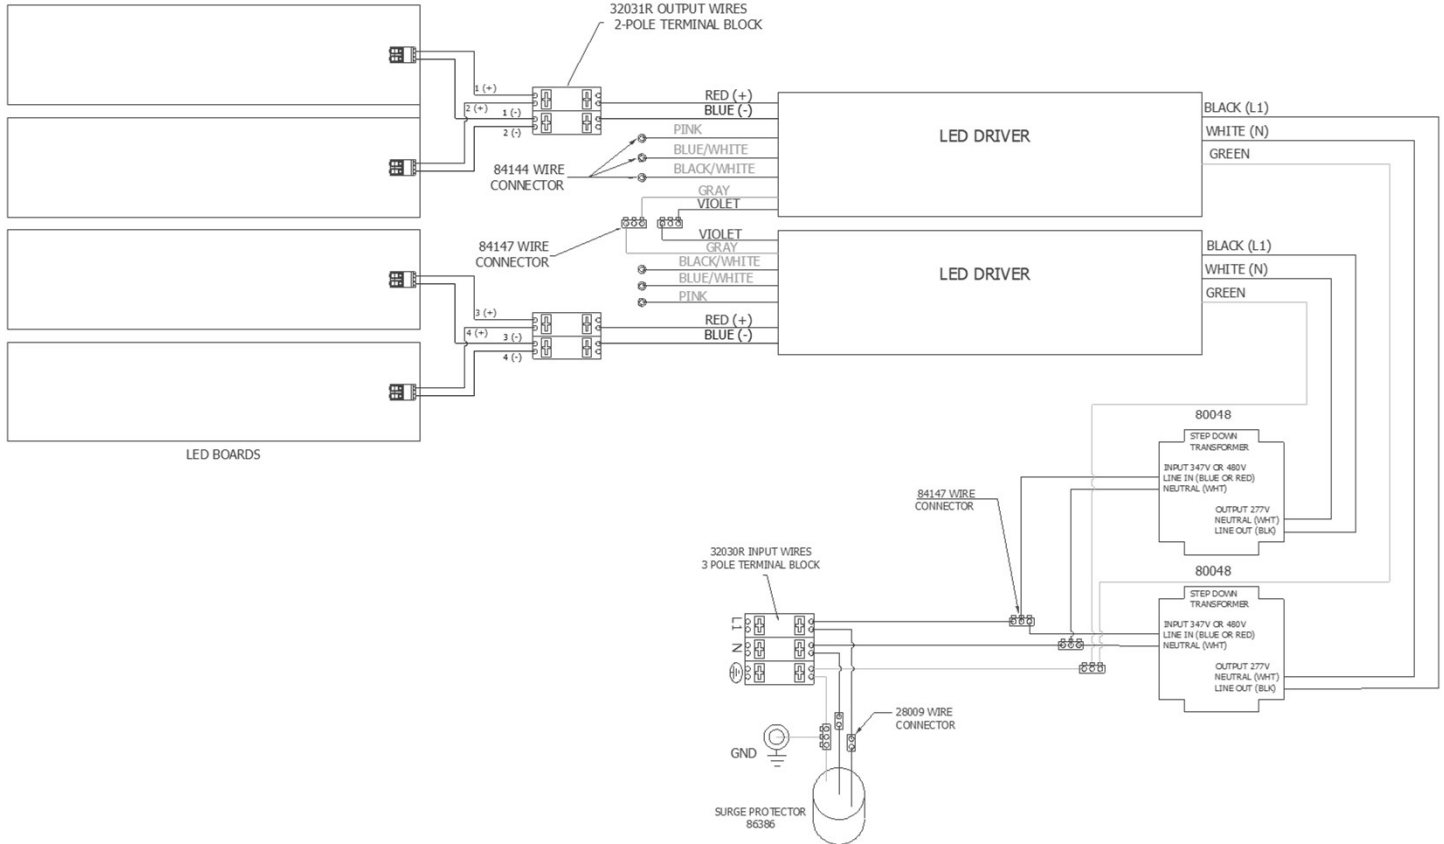 32031R OUTPUT WIRES
2-POLE TERMINAL BLOCK
1 (+)
2 (+)
1 (-)
2 (-)
RED (+)
BLUE (-)
PINK
BLUE/WHITE
BLACK/WHITE
GRAY
VIOLET
84144 WIRE
CONNECTOR
LED DRIVER
BLACK (L1)
WHITE (N)
GREEN
84147 WIRE
CONNECTOR
VIOLET
GRAY
BLACK/WHITE
BLUE/WHITE
PINK
RED (+)
BLUE (-)
LED DRIVER
BLACK (L1)
WHITE (N)
GREEN
3 (+)
4 (+)
3 (-)
4 (-)
LED BOARDS
80048
STEP DOWN
TRANSFORMER
INPUT 347V OR 480V
LINE IN (BLUE OR RED)
NEUTRAL (WHT)
OUTPUT 277V
NEUTRAL (WHT)
LINE OUT (BLK)
84147 WIRE
CONNECTOR
32030R INPUT WIRES
3 POLE TERMINAL BLOCK
80048
STEP DOWN
TRANSFORMER
INPUT 347V OR 480V
LINE IN (BLUE OR RED)
NEUTRAL (WHT)
OUTPUT 277V
NEUTRAL (WHT)
LINE OUT (BLK)
L1
N
28009 WIRE
CONNECTOR
GND
SURGE PROTECTOR
86386